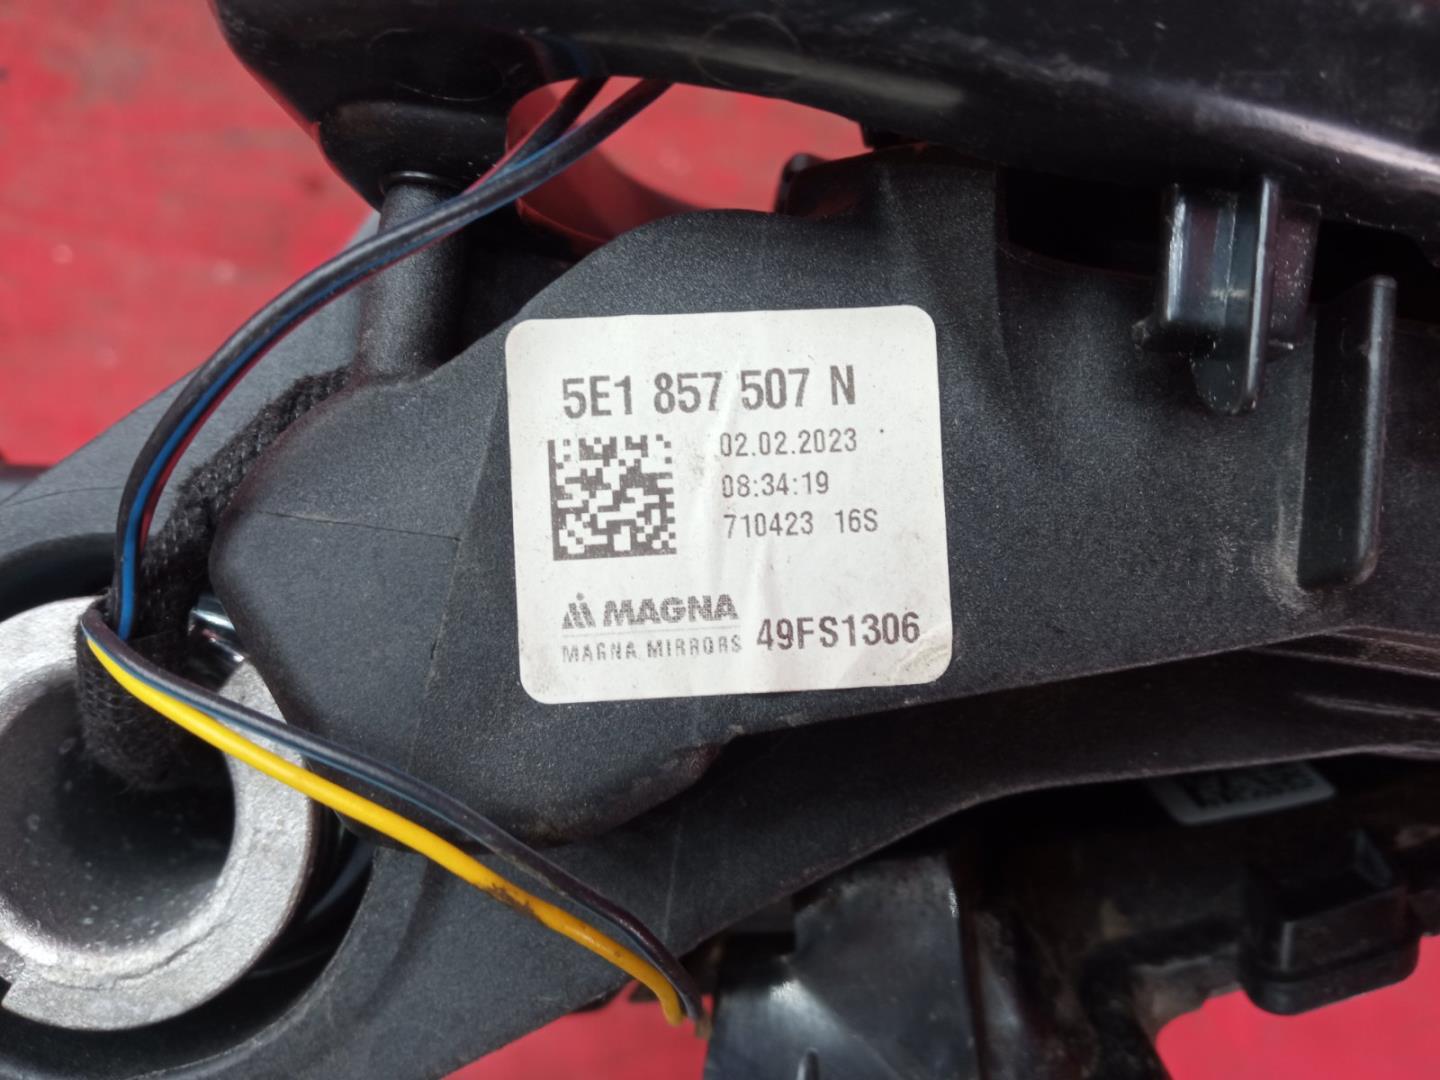 5E1 857 507 N
02.02.2023
08:34:19
710423 16S
MAGNA
MAGNA MIRRORS 49FS1306